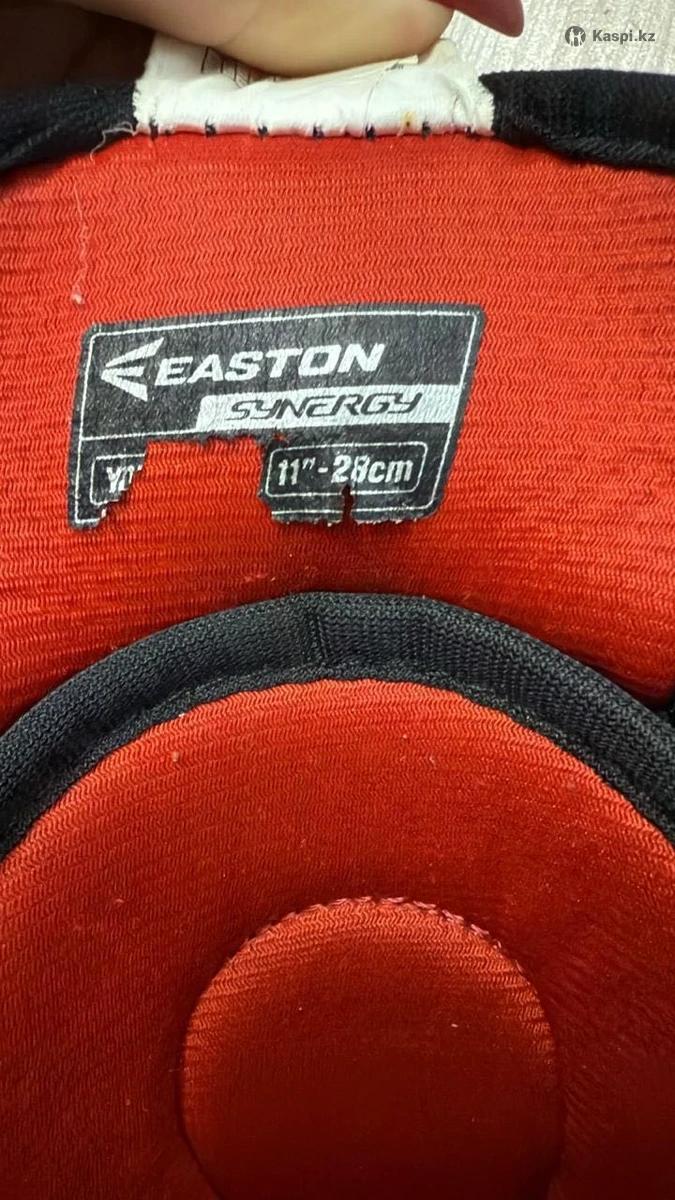 Kaspi.kz
EASTON
SYNERGY
11"-28cm